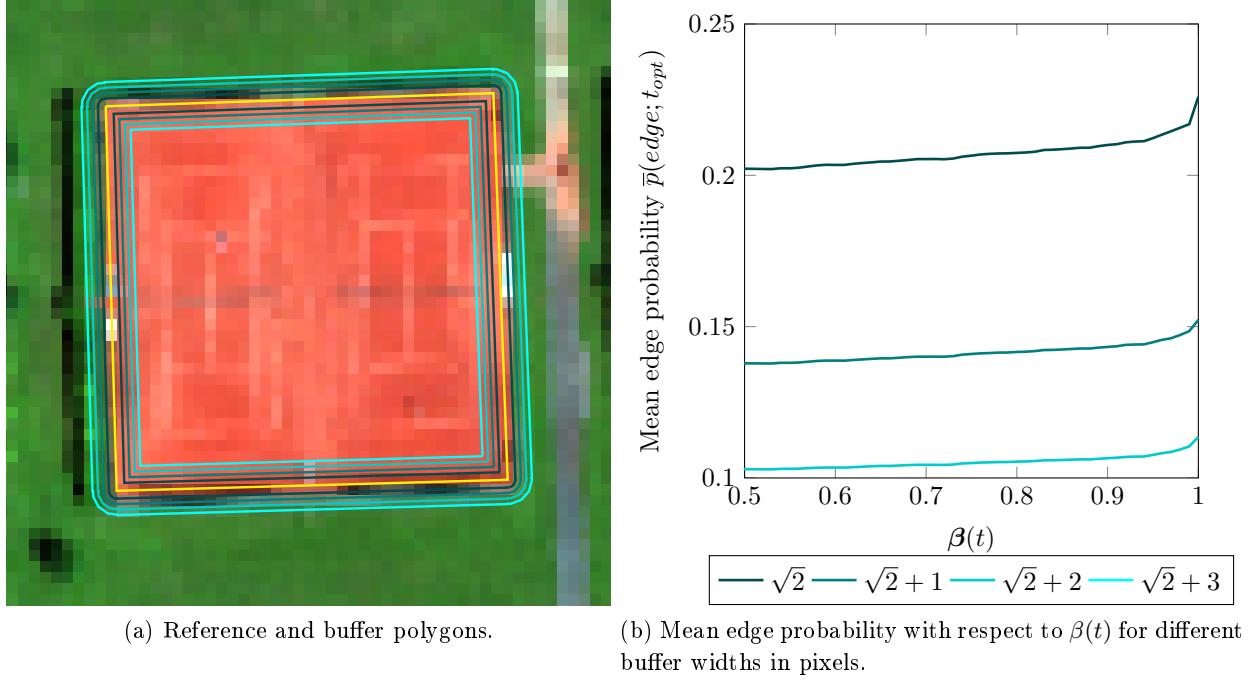 0.25
0.2
0.15
0.1
Mean edge probability p̅(edge; t_opt)
0.5 0.6 0.7 0.8 0.9 1
β(t)
√2 √2 + 1 √2 + 2 √2 + 3
(a) Reference and buffer polygons.
(b) Mean edge probability with respect to β(t) for different
buffer widths in pixels.